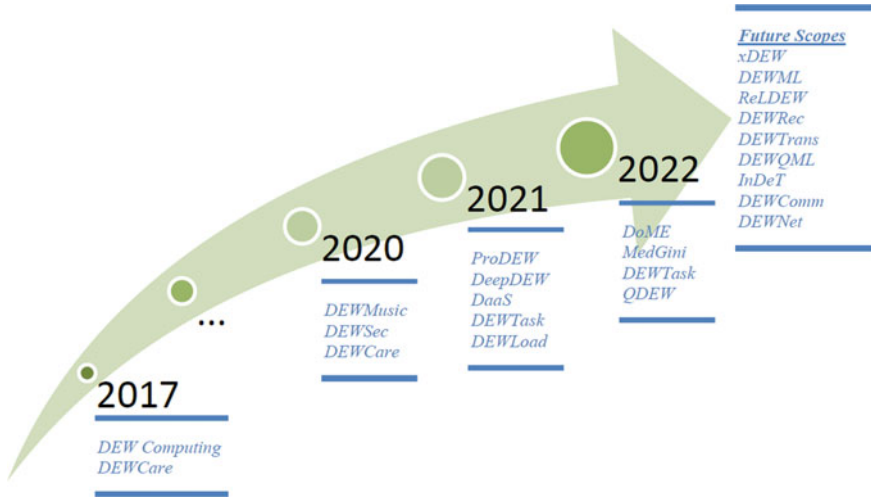 2017
DEW Computing
DEWCare
...
2020
DEWMusic
DEWSec
DEWCare
2021
ProDEW
DeepDEW
DaaS
DEWTask
DEWLoad
2022
DoME
MedGini
DEWTask
QDEW
Future Scopes
xDEW
DEWML
ReLDEW
DEWRec
DEWTrans
DEWQML
InDeT
DEWComm
DEWNet